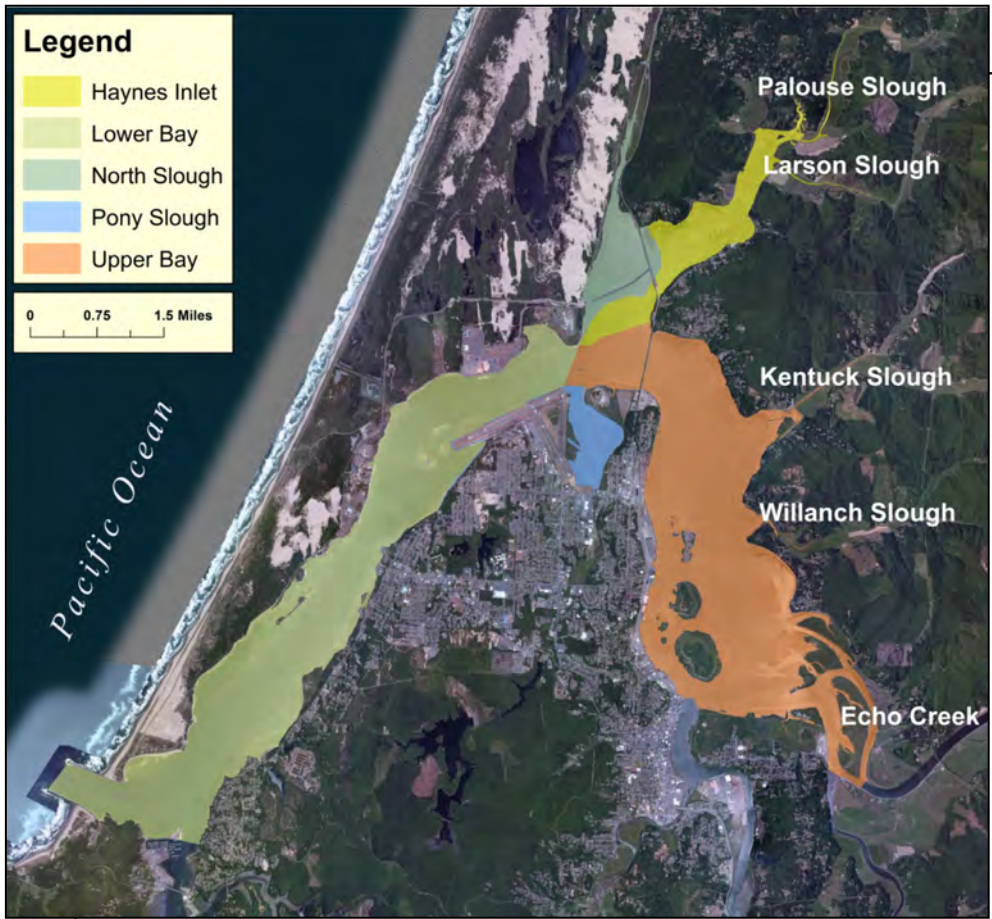 Legend
Haynes Inlet
Lower Bay
North Slough
Pony Slough
Upper Bay
0 0.75 1.5 Miles
Palouse Slough
Larson Slough
Kentuck Slough
Willanch Slough
Echo Creek
Pacific Ocean